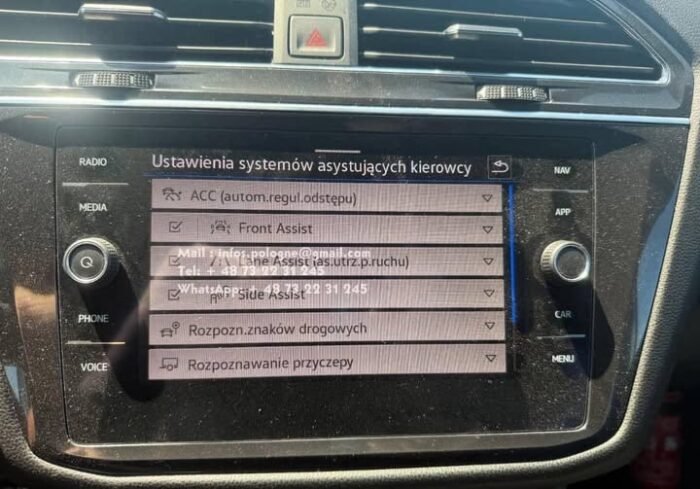 RADIO
Ustawienia systemów asystujących kierowcy
NAV
MEDIA
ACC (autom.regul.odstępu)
APP
Front Assist
Mail : infos.pologne@gmail.com
Lane Assist (as.utrz.p.ruchu)
Tel: + 48 73 22 31 245
WhatsApp: + 48 73 22 31 245
Side Assist
PHONE
Rozpozn.znaków drogowych
CAR
VOICE
Rozpoznawanie przyczepy
MENU